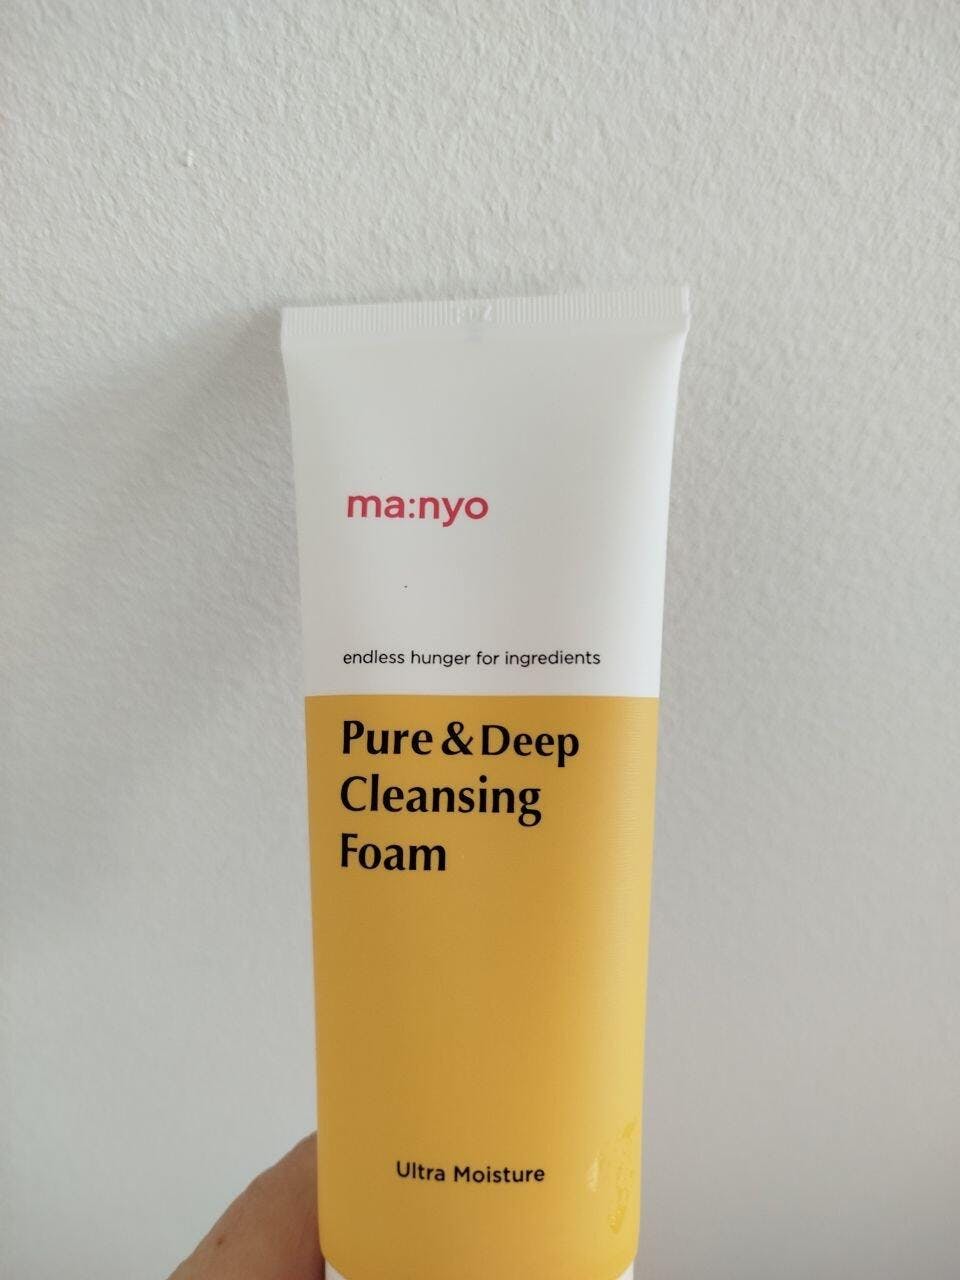 ma:nyo
endless hunger for ingredients
Pure & Deep
Cleansing
Foam
Ultra Moisture